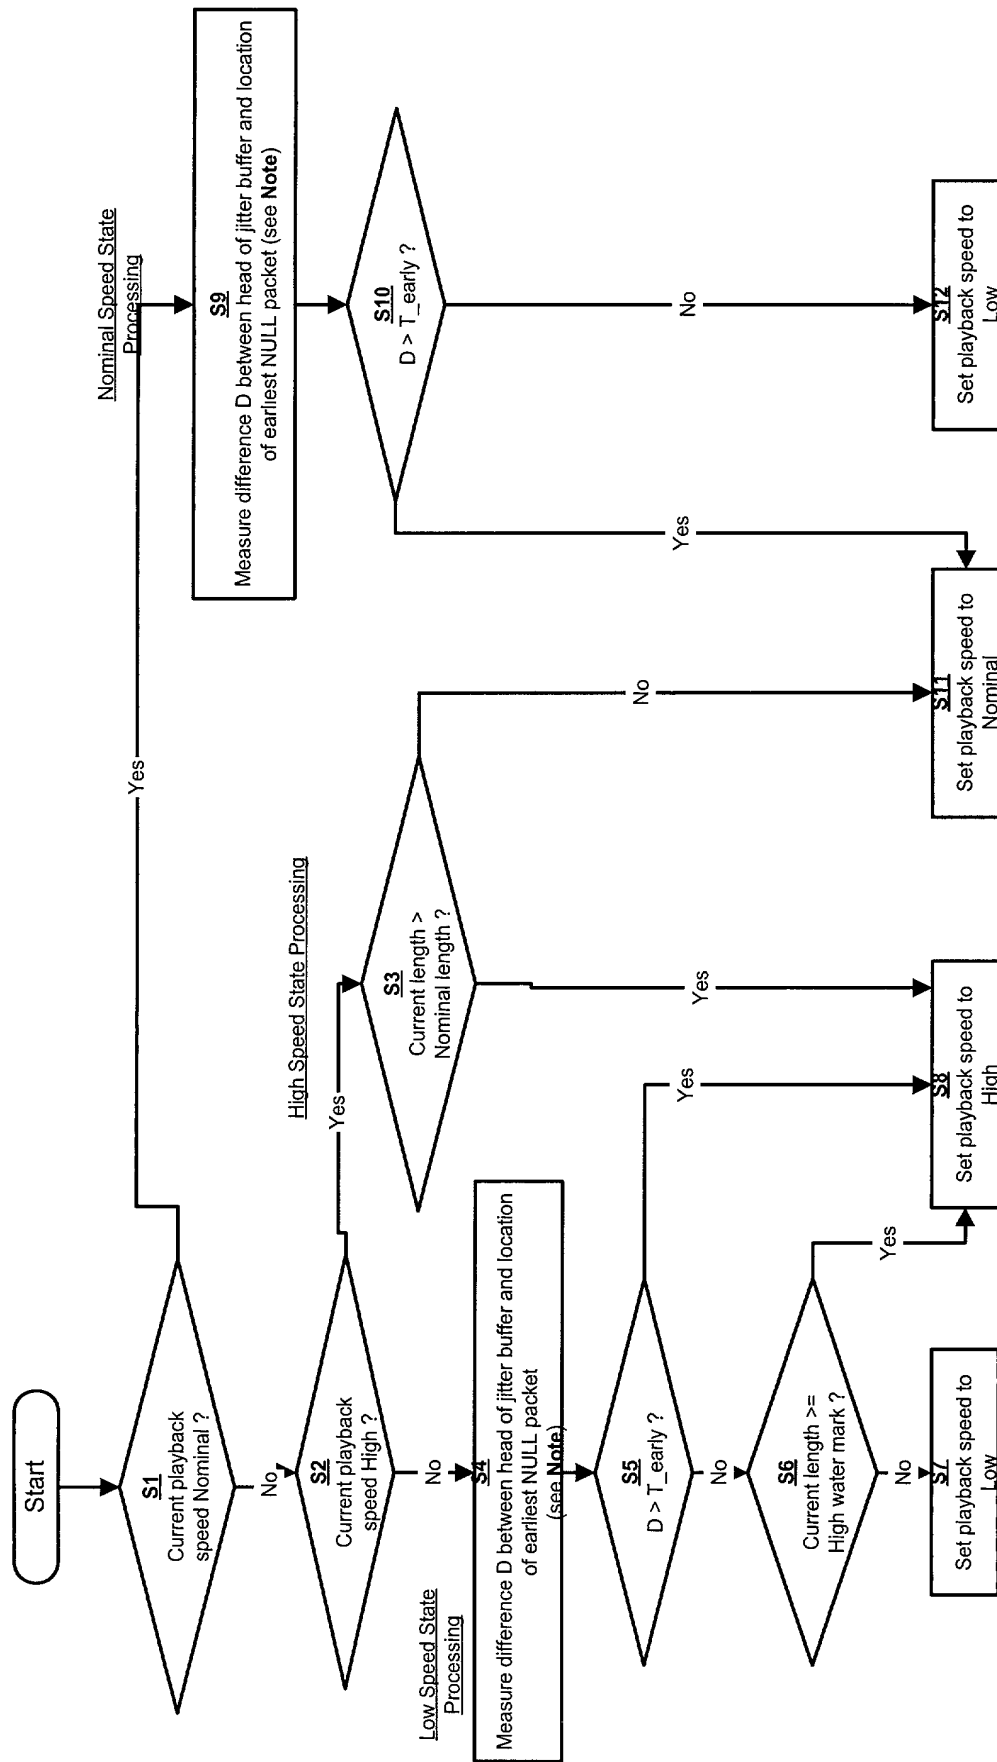 Start
S1
Current playback
speed Nominal ?
Yes
No
S2
Current playback
speed High ?
Yes
No
Low Speed State
Processing
S4
Measure difference D between head of jitter buffer and location
of earliest NULL packet
(see Note)
S5
D > T_early ?
Yes
No
S6
Current length >=
High water mark ?
Yes
No
S7
Set playback speed to
Low
High Speed State Processing
S3
Current length >
Nominal length ?
Yes
No
S8
Set playback speed to
High
Nominal Speed State
Processing
S9
Measure difference D between head of jitter buffer and location
of earliest NULL packet (see Note)
S10
D > T_early ?
Yes
No
S11
Set playback speed to
Nominal
S12
Set playback speed to
Low